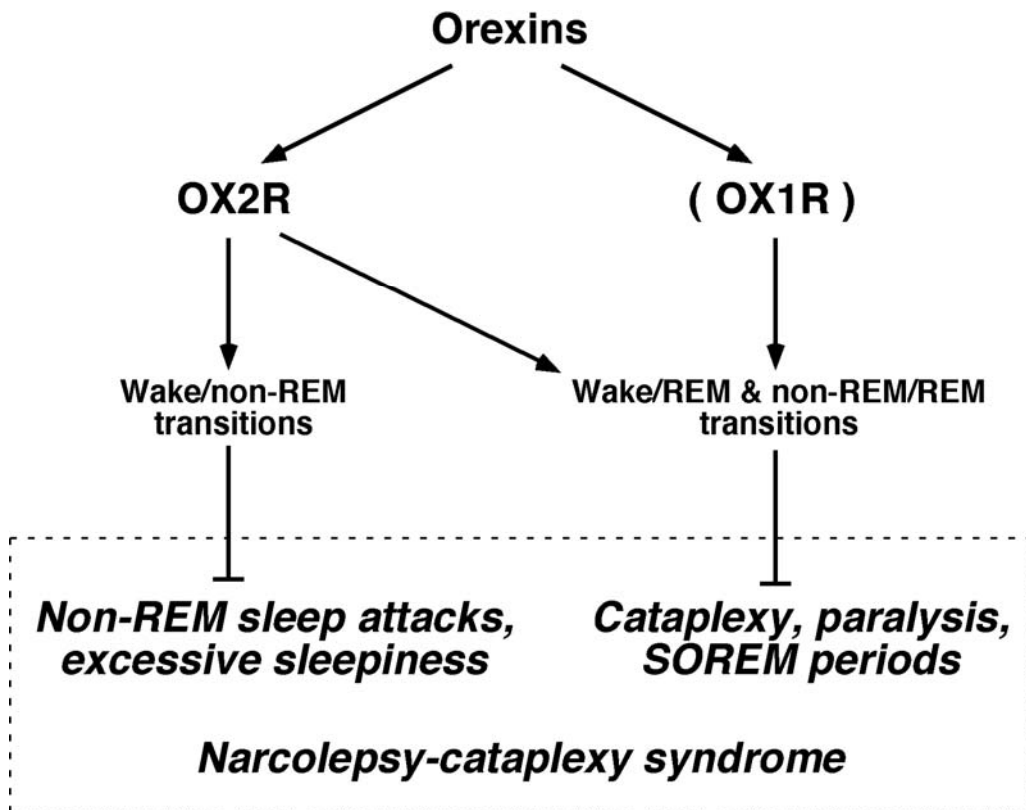 Orexins
OX2R
( OX1R )
Wake/non-REM
transitions
Wake/REM & non-REM/REM
transitions
Non-REM sleep attacks,
excessive sleepiness
Cataplexy, paralysis,
SOREM periods
Narcolepsy-cataplexy syndrome